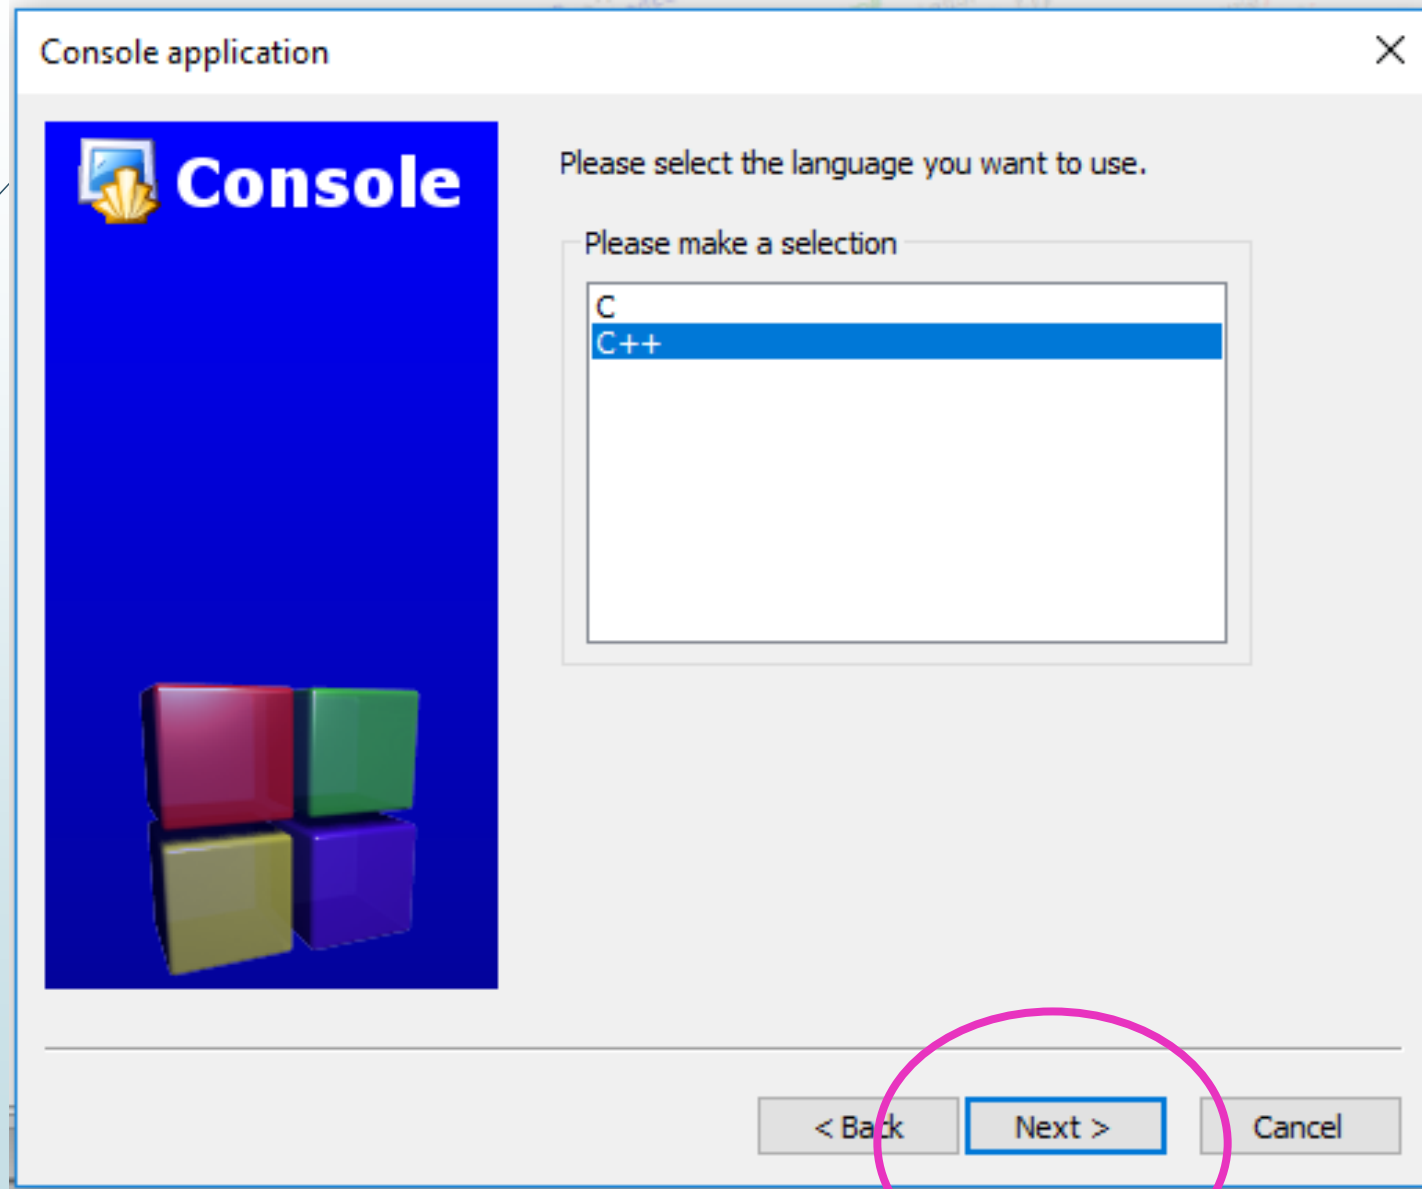 Console application
Console
Please select the language you want to use.
Please make a selection
C
C++
< Back
Next >
Cancel